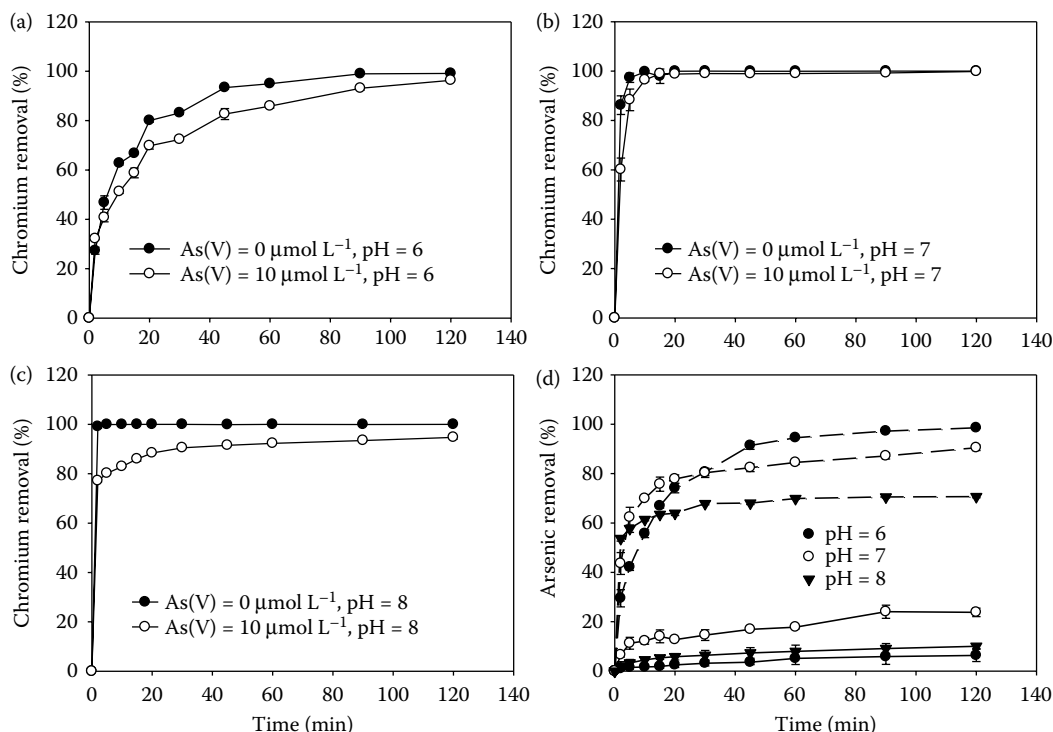 (a)
120
100
80
60
40
20
0
Chromium removal (%)
As(V) = 0 μmol L⁻¹, pH = 6
As(V) = 10 μmol L⁻¹, pH = 6
0 20 40 60 80 100 120 140
(b)
120
100
80
60
40
20
0
Chromium removal (%)
As(V) = 0 μmol L⁻¹, pH = 7
As(V) = 10 μmol L⁻¹, pH = 7
0 20 40 60 80 100 120 140
(c)
120
100
80
60
40
20
0
Chromium removal (%)
As(V) = 0 μmol L⁻¹, pH = 8
As(V) = 10 μmol L⁻¹, pH = 8
0 20 40 60 80 100 120 140
Time (min)
(d)
120
100
80
60
40
20
0
Arsenic removal (%)
pH = 6
pH = 7
pH = 8
0 20 40 60 80 100 120 140
Time (min)